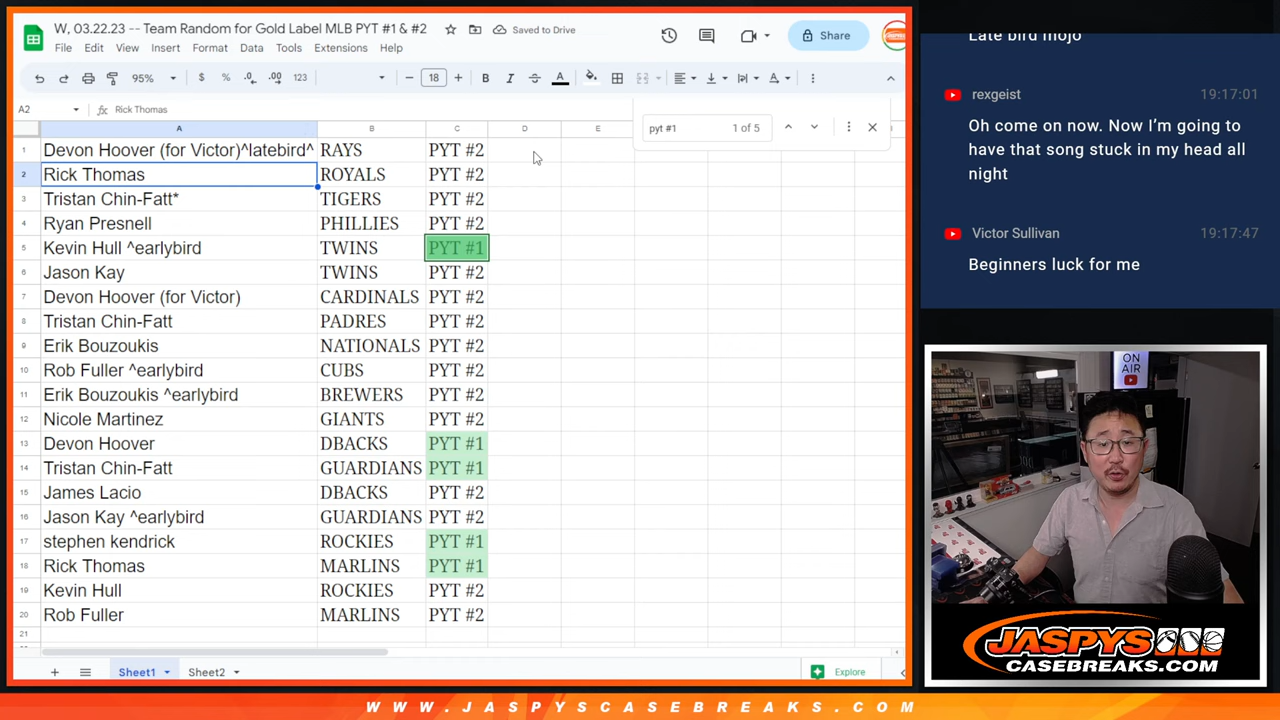 W, 03.22.23 -- Team Random for Gold Label MLB PYT #1 & #2
Saved to Drive
File Edit View Insert Format Data Tools Extensions Help
Share
95% $ % .0 .00 123 18 B I A
A2 fx Rick Thomas
pyt #1 1 of 5
A B C D E
1 Devon Hoover (for Victor)^latebird^ RAYS PYT #2
2 Rick Thomas ROYALS PYT #2
3 Tristan Chin-Fatt* TIGERS PYT #2
4 Ryan Presnell PHILLIES PYT #2
5 Kevin Hull ^earlybird TWINS PYT #1
6 Jason Kay TWINS PYT #2
7 Devon Hoover (for Victor) CARDINALS PYT #2
8 Tristan Chin-Fatt PADRES PYT #2
9 Erik Bouzoukis NATIONALS PYT #2
10 Rob Fuller ^earlybird CUBS PYT #2
11 Erik Bouzoukis ^earlybird BREWERS PYT #2
12 Nicole Martinez GIANTS PYT #2
13 Devon Hoover DBACKS PYT #1
14 Tristan Chin-Fatt GUARDIANS PYT #1
15 James Lacio DBACKS PYT #2
16 Jason Kay ^earlybird GUARDIANS PYT #2
17 stephen kendrick ROCKIES PYT #1
18 Rick Thomas MARLINS PYT #1
19 Kevin Hull ROCKIES PYT #2
20 Rob Fuller MARLINS PYT #2
21
Sheet1 Sheet2 Explore
Late bird mojo
rexgeist 19:17:01
Oh come on now. Now I'm going to
have that song stuck in my head all
night
Victor Sullivan 19:17:47
Beginners luck for me
ON
AIR
JASPYS
CASEBREAKS.COM
WWW.JASPYSCASEBREAKS.COM